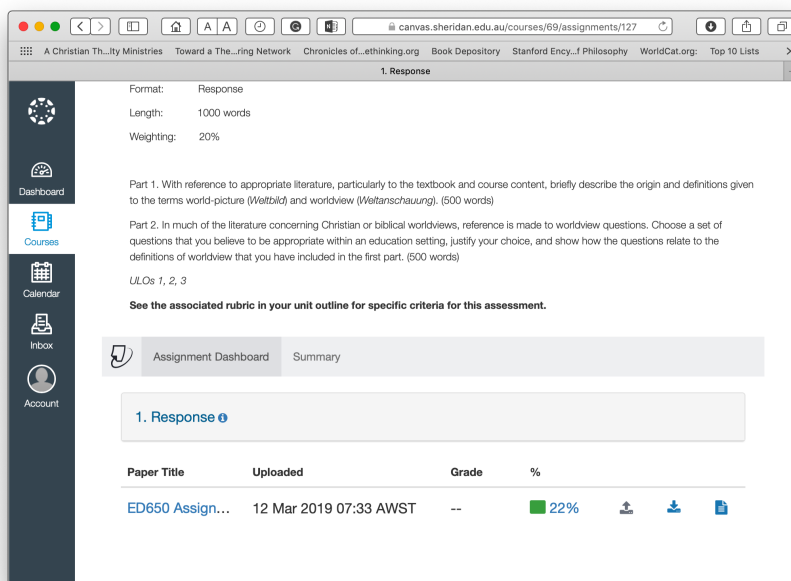 A A
canvas.sheridan.edu.au/courses/69/assignments/127
A Christian Th...lty Ministries Toward a The...ring Network Chronicles of...ethinking.org Book Depository Stanford Ency...f Philosophy WorldCat.org: Top 10 Lists
1. Response
Format: Response
Length: 1000 words
Weighting: 20%
Dashboard
Part 1. With reference to appropriate literature, particularly to the textbook and course content, briefly describe the origin and definitions given
to the terms world-picture (Weltbild) and worldview (Weltanschauung). (500 words)
Courses
Part 2. In much of the literature concerning Christian or biblical worldviews, reference is made to worldview questions. Choose a set of
questions that you believe to be appropriate within an education setting, justify your choice, and show how the questions relate to the
definitions of worldview that you have included in the first part. (500 words)
Calendar
ULOs 1, 2, 3
See the associated rubric in your unit outline for specific criteria for this assessment.
Inbox
Assignment Dashboard Summary
Account
1. Response
Paper Title Uploaded Grade %
ED650 Assign... 12 Mar 2019 07:33 AWST -- 22%